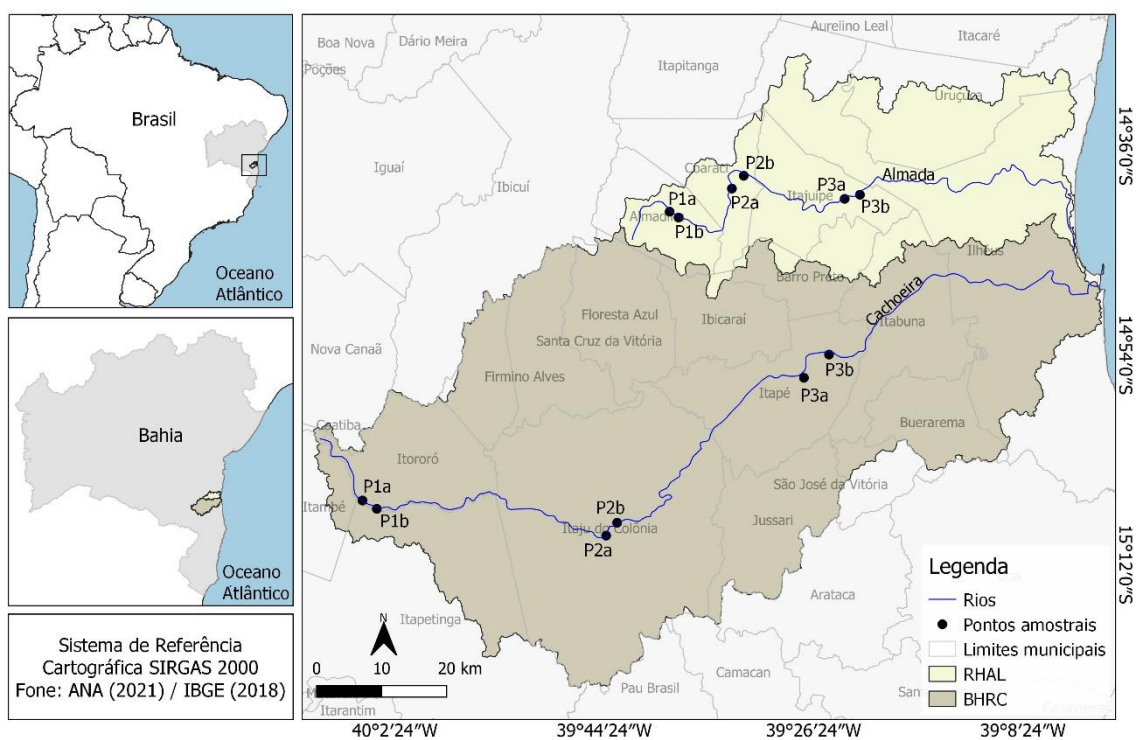 Brasil
Oceano
Atlântico
Bahia
Oceano
Atlântico
Sistema de Referência
Cartográfica SIRGAS 2000
Fone: ANA (2021) / IBGE (2018)
Boa Nova
Dário Meira
Aurelino Leal
Itacaré
Poções
Itapitanga
Uruçuca
Iguaí
Ibicuí
Coaraci
P2b
P2a
Itajuípe
P3a
P3b
Almada
P1a
P1b
Ilhéus
Barro Preto
Cachoeira
Floresta Azul
Ibicaraí
Itabuna
Santa Cruz da Vitória
Nova Canaã
Firmino Alves
P3b
P3a
Itapé
Buerarema
Caatiba
Itororó
São José da Vitória
P1a
P1b
Itambé
P2b
Itaju do Colônia
P2a
Jussari
Itapetinga
Arataca
Camacan
Pau Brasil
Itarantim
N
0 10 20 km
Legenda
Rios
Pontos amostrais
Limites municipais
RHAL
BHRC
14°36'0"S
14°54'0"S
15°12'0"S
40°2'24"W 39°44'24"W 39°26'24"W 39°8'24"W